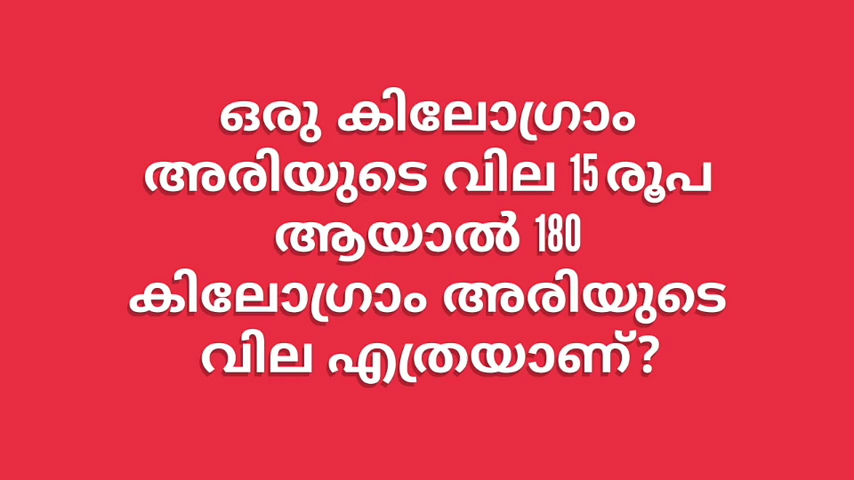 ഒരു കിലോഗ്രാം
അരിയുടെ വില 15 രൂപ
ആയാൽ 180
കിലോഗ്രാം അരിയുടെ
വില എത്രയാണ്?